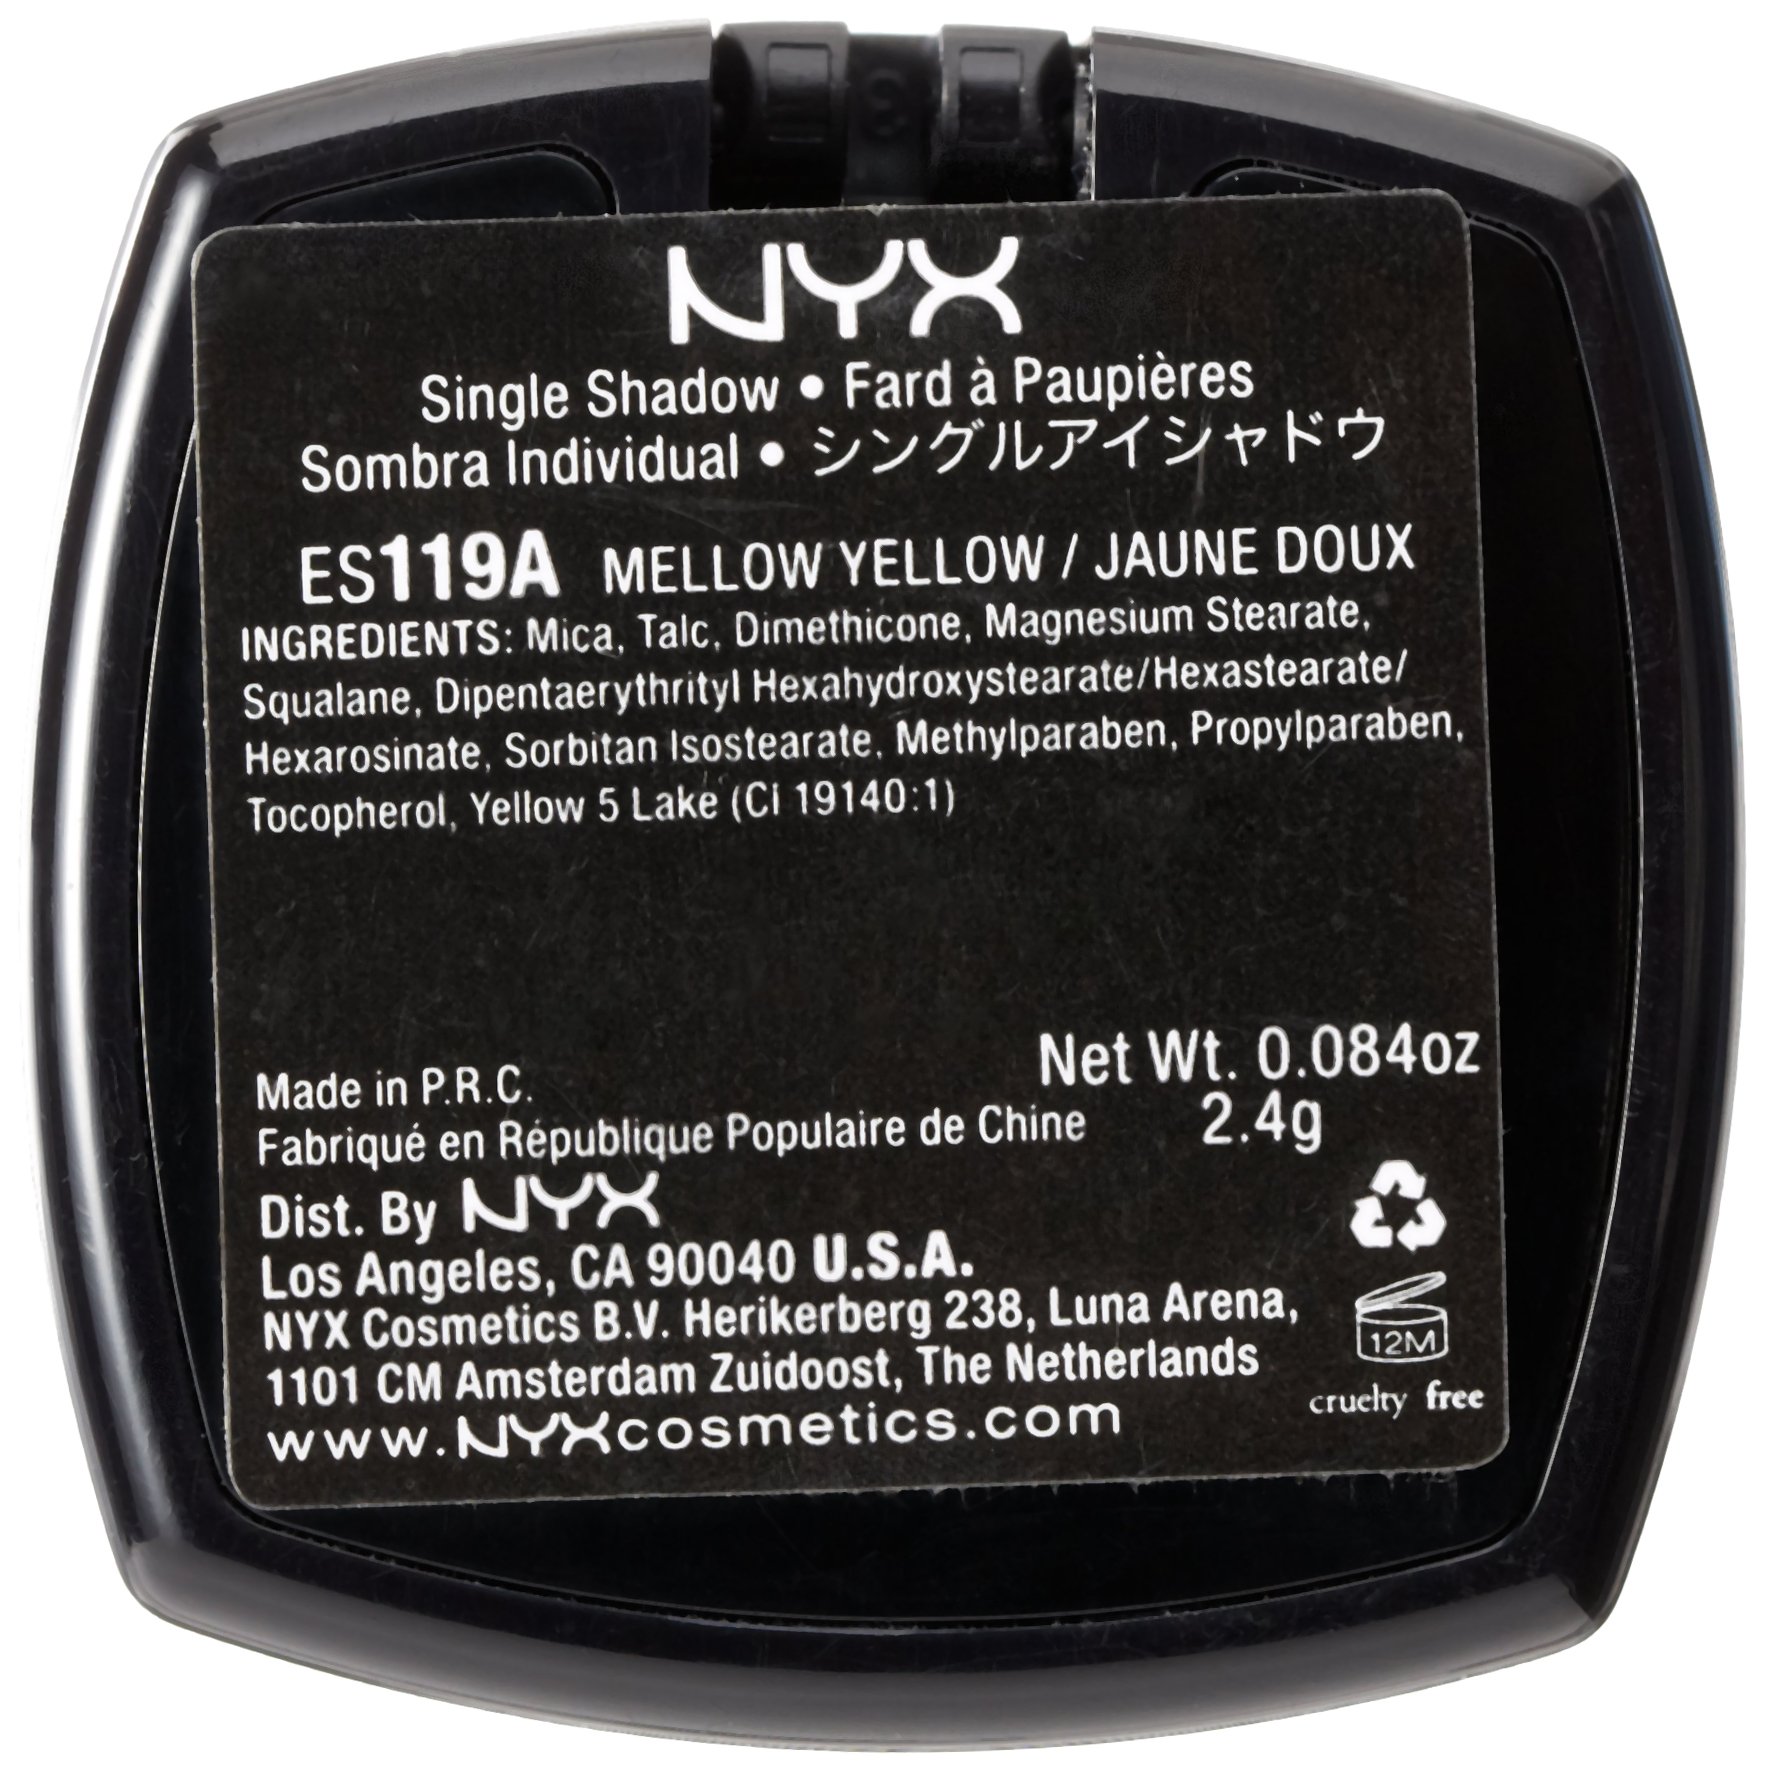 NYX
Single Shadow • Fard à Paupières
Sombra Individual • シングルアイシャドウ
ES119A MELLOW YELLOW / JAUNE DOUX
INGREDIENTS: Mica, Talc, Dimethicone, Magnesium Stearate,
Squalane, Dipentaerythrityl Hexahydroxystearate/Hexastearate/
Hexarosinate, Sorbitan Isostearate, Methylparaben, Propylparaben,
Tocopherol, Yellow 5 Lake (CI 19140:1)
Net Wt. 0.084oz
2.4g
Made in P.R.C.
Fabriqué en République Populaire de Chine
Dist. By NYX
Los Angeles, CA 90040 U.S.A.
NYX Cosmetics B.V. Herikerberg 238, Luna Arena,
1101 CM Amsterdam Zuidoost, The Netherlands
www.NYXcosmetics.com
12M
cruelty free